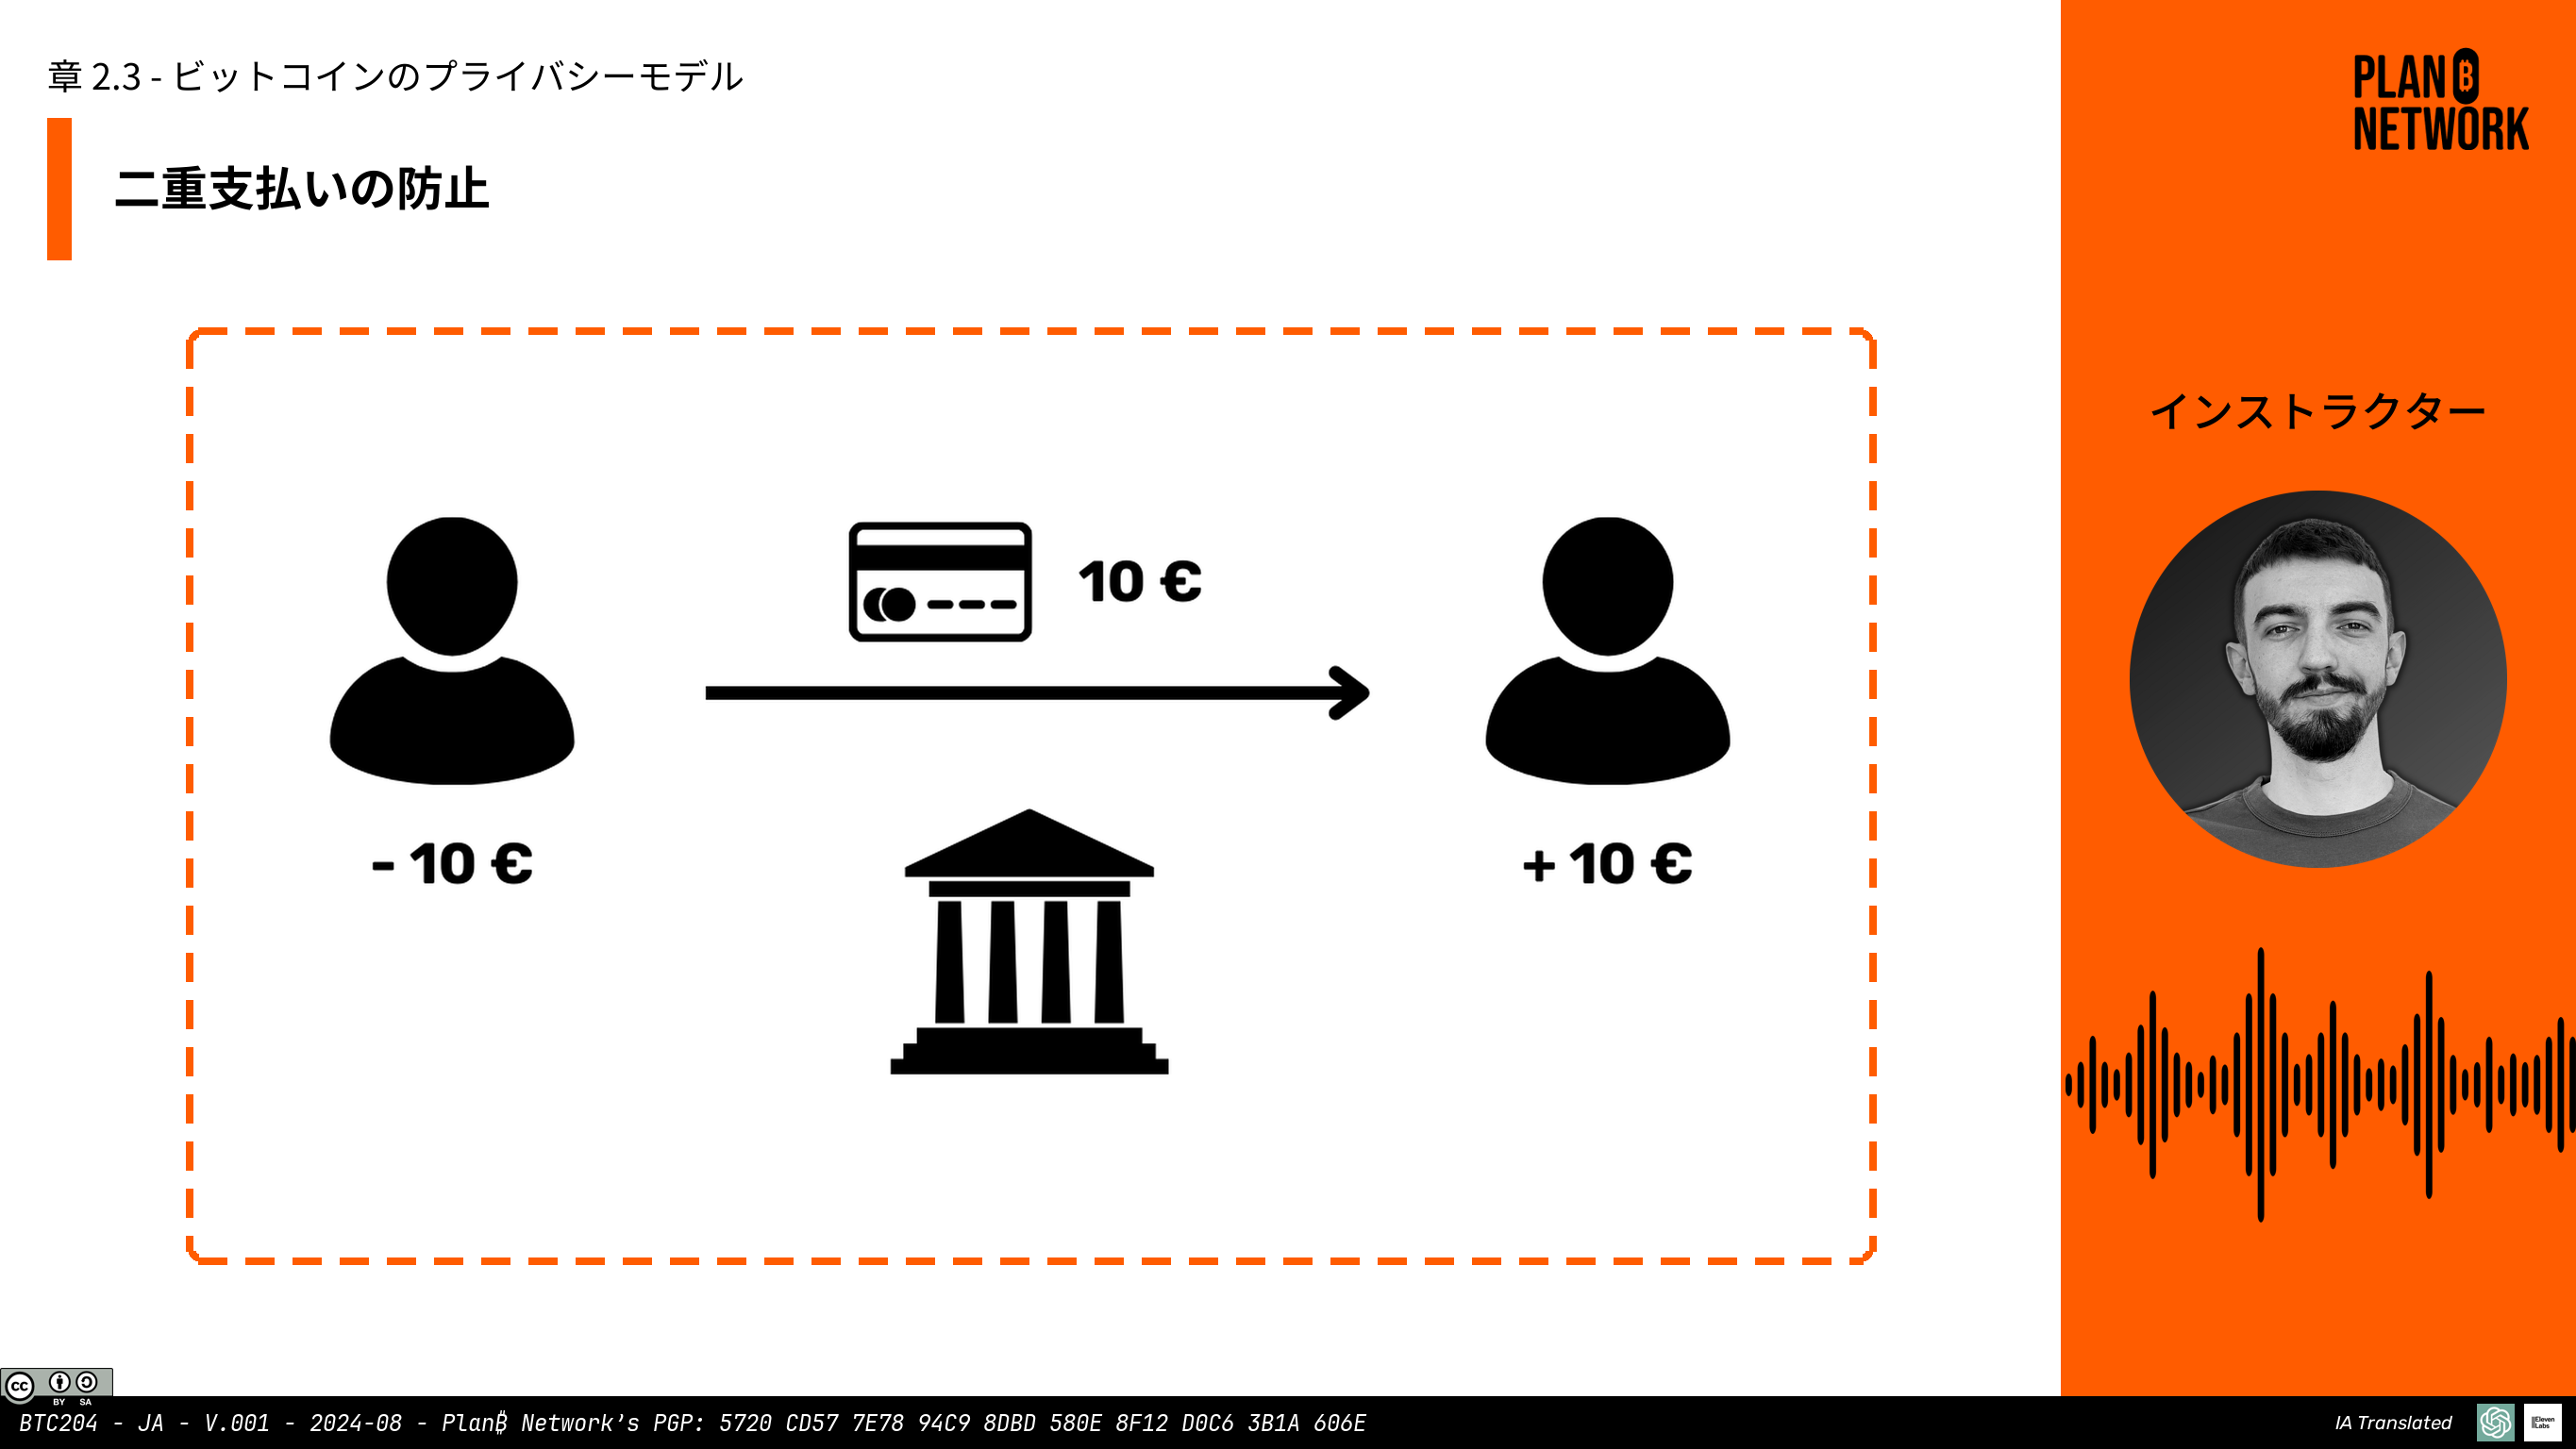 章 2.3 - ビットコインのプライバシーモデル
二重支払いの防止
PLAN B
NETWORK
インストラクター
10 €
- 10 €
+ 10 €
cc BY SA
BTC204 - JA - V.001 - 2024-08 - Plan₿ Network's PGP: 5720 CD57 7E78 94C9 8DBD 580E 8F12 D0C6 3B1A 606E
IA Translated
ElevenLabs